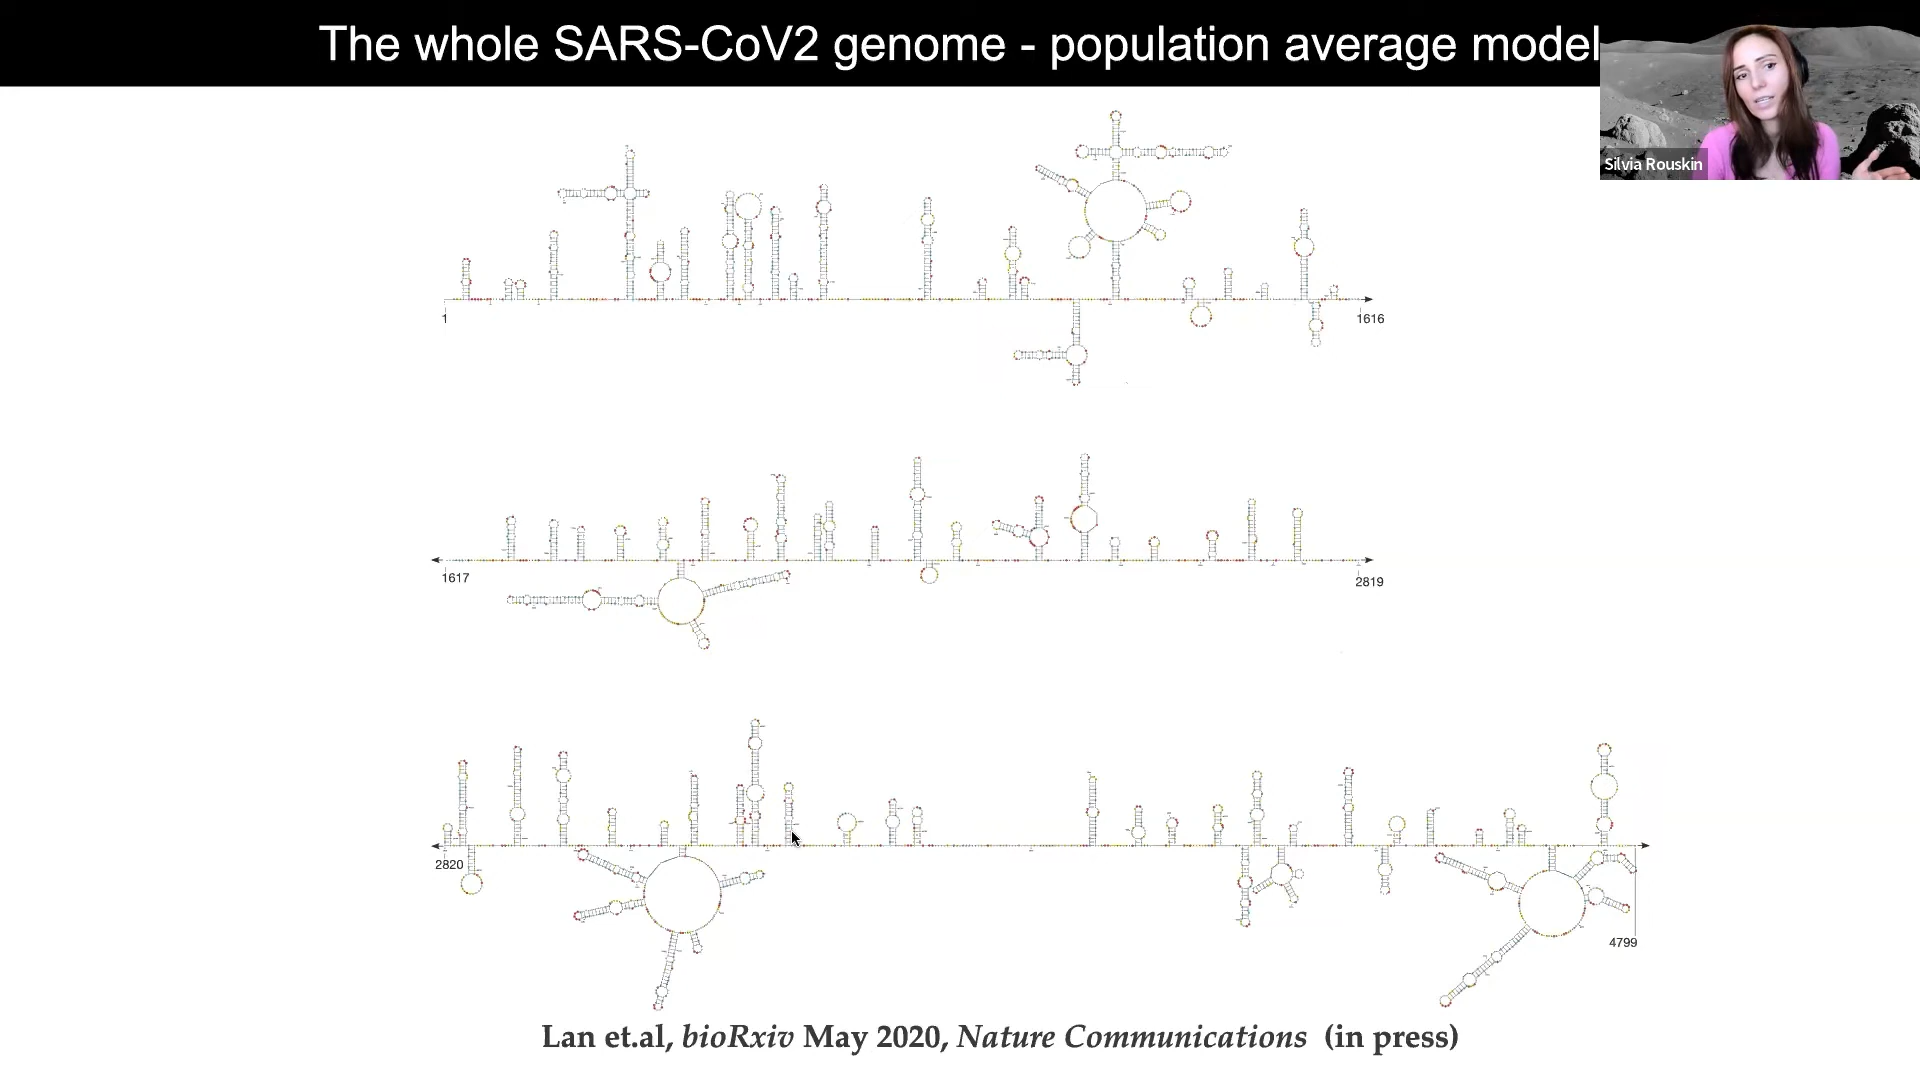 The whole SARS-CoV2 genome - population average model
Silvia Rouskin
1
1616
1617
2819
2820
4799
Lan et.al, bioRxiv May 2020, Nature Communications (in press)